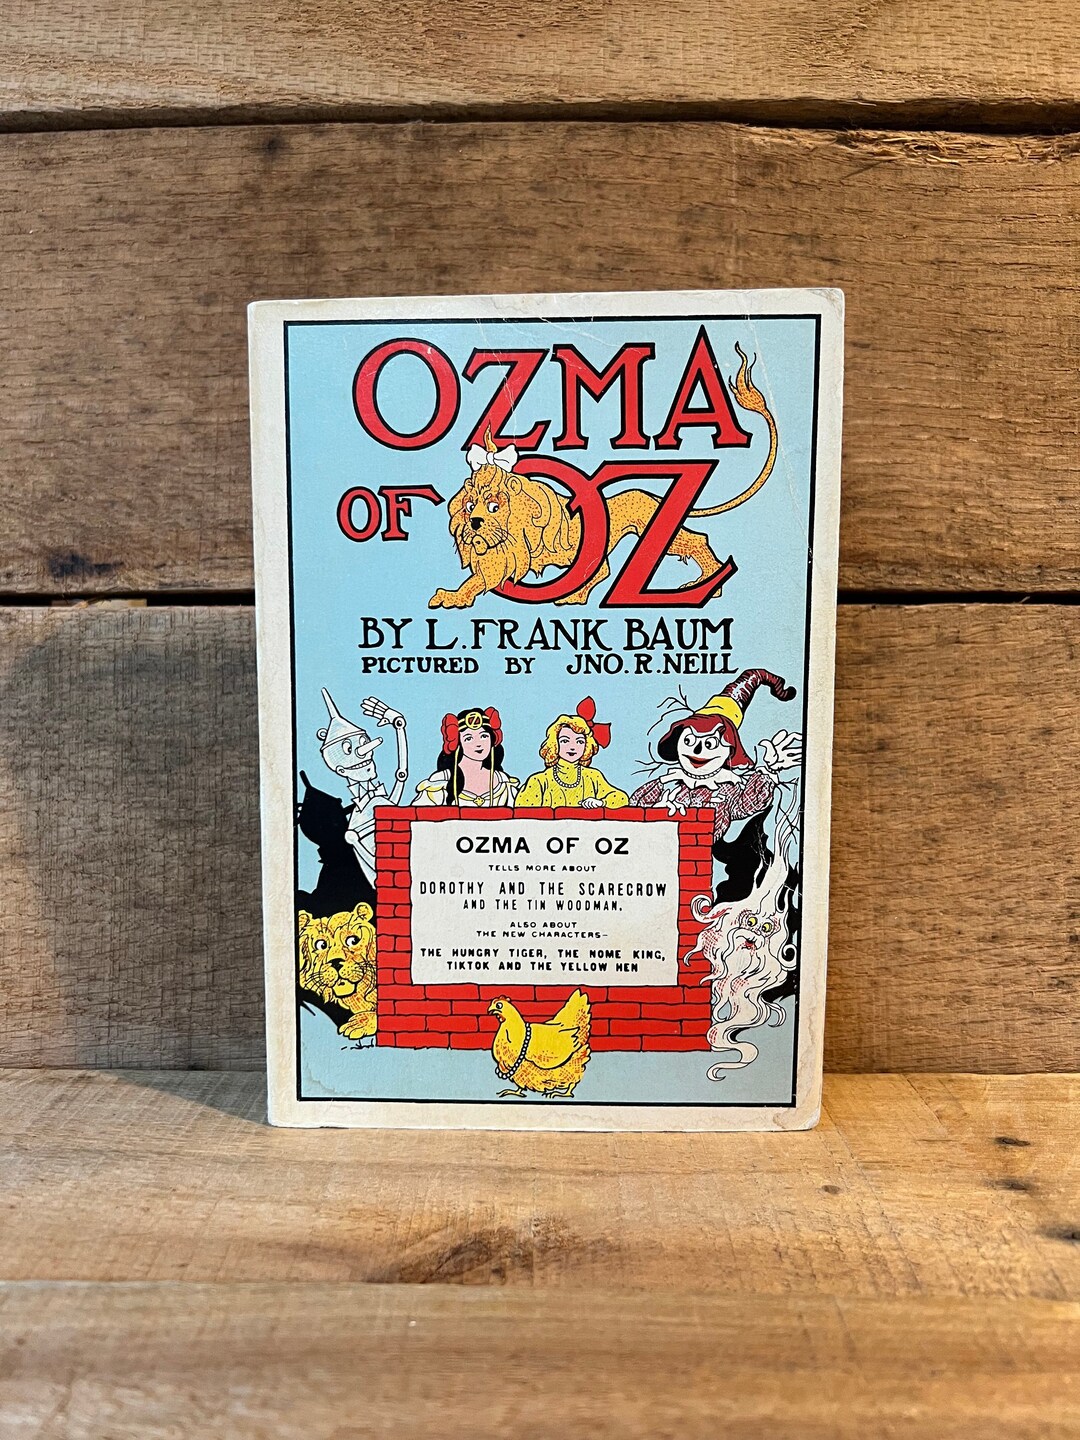 OZMA
OF OZ
BY L. FRANK BAUM
PICTURED BY JNO. R. NEILL
OZ
OZMA OF OZ
TELLS MORE ABOUT
DOROTHY AND THE SCARECROW
AND THE TIN WOODMAN,
ALSO ABOUT
THE NEW CHARACTERS—
THE HUNGRY TIGER, THE NOME KING,
TIKTOK AND THE YELLOW HEN